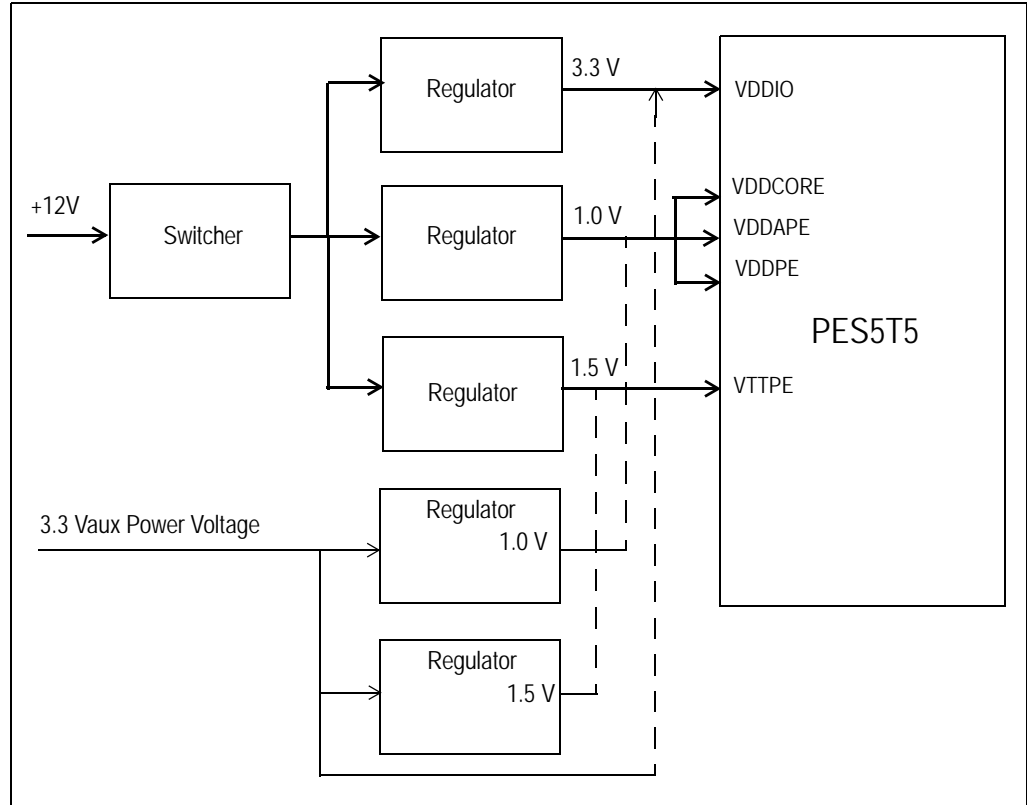 Regulator
3.3 V
VDDIO
+12V
Switcher
Regulator
1.0 V
VDDCORE
VDDAPE
VDDPE
PES5T5
Regulator
1.5 V
VTTPE
3.3 Vaux Power Voltage
Regulator
1.0 V
Regulator
1.5 V